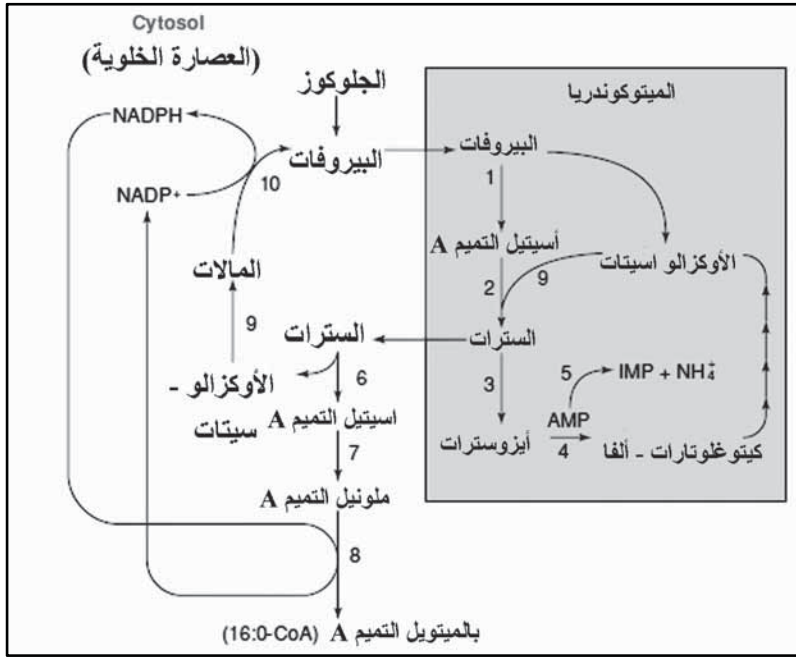 Cytosol
(العصارة الخلوية)
الجلوكوز
NADPH
البيروفات
10
NADP+
المالات
9
السترات
6
الأوكزالو -
سيتات
اسيتيل التميم A
7
ملونيل التميم A
8
بالميتويل التميم A (16:0-CoA)
الميتوكوندريا
البيروفات
1
أسيتيل التميم A
الأوكزالو اسيتات
2
9
السترات
3
5
IMP + NH₄⁺
AMP
أيزوسترات
4
كيتوغلوتارات - ألفا